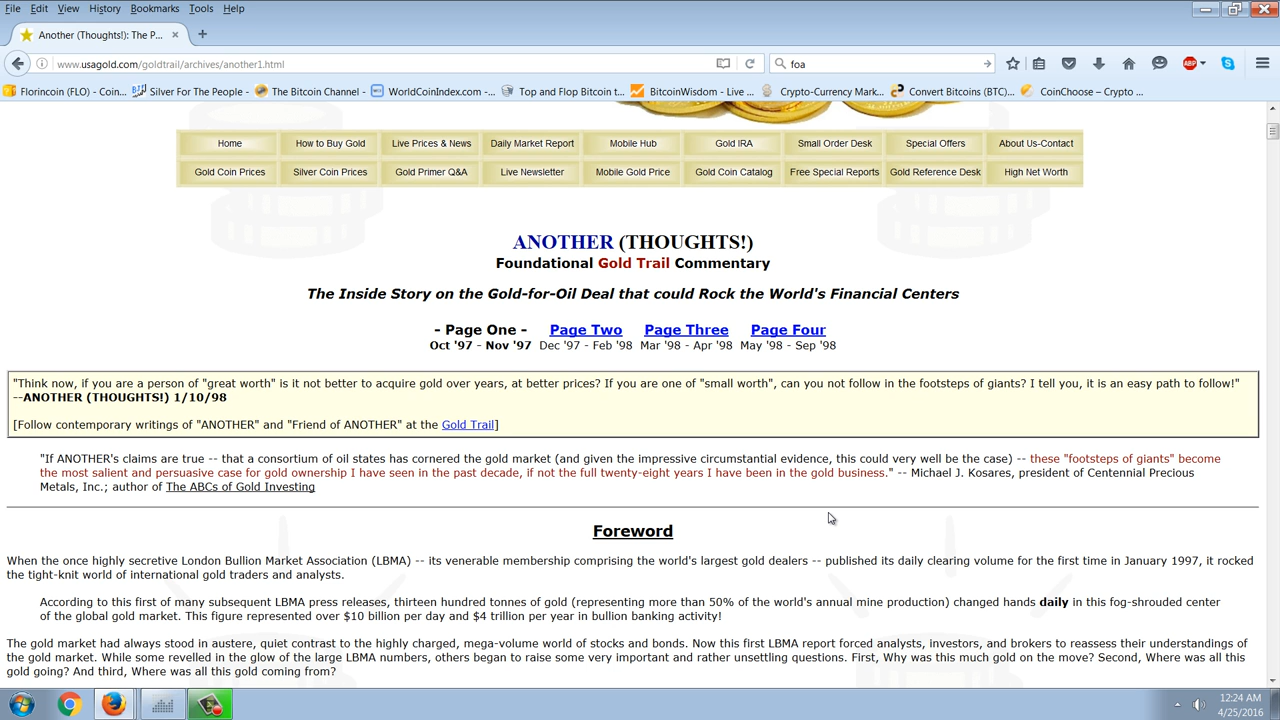 File Edit View History Bookmarks Tools Help
Another (Thoughts!): The P...
www.usagold.com/goldtrail/archives/another1.html
foa
ABP
Florincoin (FLO) - Coin... Silver For The People - The Bitcoin Channel - WorldCoinIndex.com -... Top and Flop Bitcoin t... BitcoinWisdom - Live ... Crypto-Currency Mark... Convert Bitcoins (BTC)... CoinChoose – Crypto ...
Home How to Buy Gold Live Prices & News Daily Market Report Mobile Hub Gold IRA Small Order Desk Special Offers About Us-Contact
Gold Coin Prices Silver Coin Prices Gold Primer Q&A Live Newsletter Mobile Gold Price Gold Coin Catalog Free Special Reports Gold Reference Desk High Net Worth
ANOTHER (THOUGHTS!)
Foundational Gold Trail Commentary
The Inside Story on the Gold-for-Oil Deal that could Rock the World's Financial Centers
- Page One - Page Two Page Three Page Four
Oct '97 - Nov '97 Dec '97 - Feb '98 Mar '98 - Apr '98 May '98 - Sep '98
"Think now, if you are a person of "great worth" is it not better to acquire gold over years, at better prices? If you are one of "small worth", can you not follow in the footsteps of giants? I tell you, it is an easy path to follow!"
--ANOTHER (THOUGHTS!) 1/10/98
[Follow contemporary writings of "ANOTHER" and "Friend of ANOTHER" at the Gold Trail]
"If ANOTHER's claims are true -- that a consortium of oil states has cornered the gold market (and given the impressive circumstantial evidence, this could very well be the case) -- these "footsteps of giants" become
the most salient and persuasive case for gold ownership I have seen in the past decade, if not the full twenty-eight years I have been in the gold business." -- Michael J. Kosares, president of Centennial Precious
Metals, Inc.; author of The ABCs of Gold Investing
Foreword
When the once highly secretive London Bullion Market Association (LBMA) -- its venerable membership comprising the world's largest gold dealers -- published its daily clearing volume for the first time in January 1997, it rocked
the tight-knit world of international gold traders and analysts.
According to this first of many subsequent LBMA press releases, thirteen hundred tonnes of gold (representing more than 50% of the world's annual mine production) changed hands daily in this fog-shrouded center
of the global gold market. This figure represented over $10 billion per day and $4 trillion per year in bullion banking activity!
The gold market had always stood in austere, quiet contrast to the highly charged, mega-volume world of stocks and bonds. Now this first LBMA report forced analysts, investors, and brokers to reassess their understandings of
the gold market. While some revelled in the glow of the large LBMA numbers, others began to raise some very important and rather unsettling questions. First, Why was this much gold on the move? Second, Where was all this
gold going? And third, Where was all this gold coming from?
12:24 AM
4/25/2016